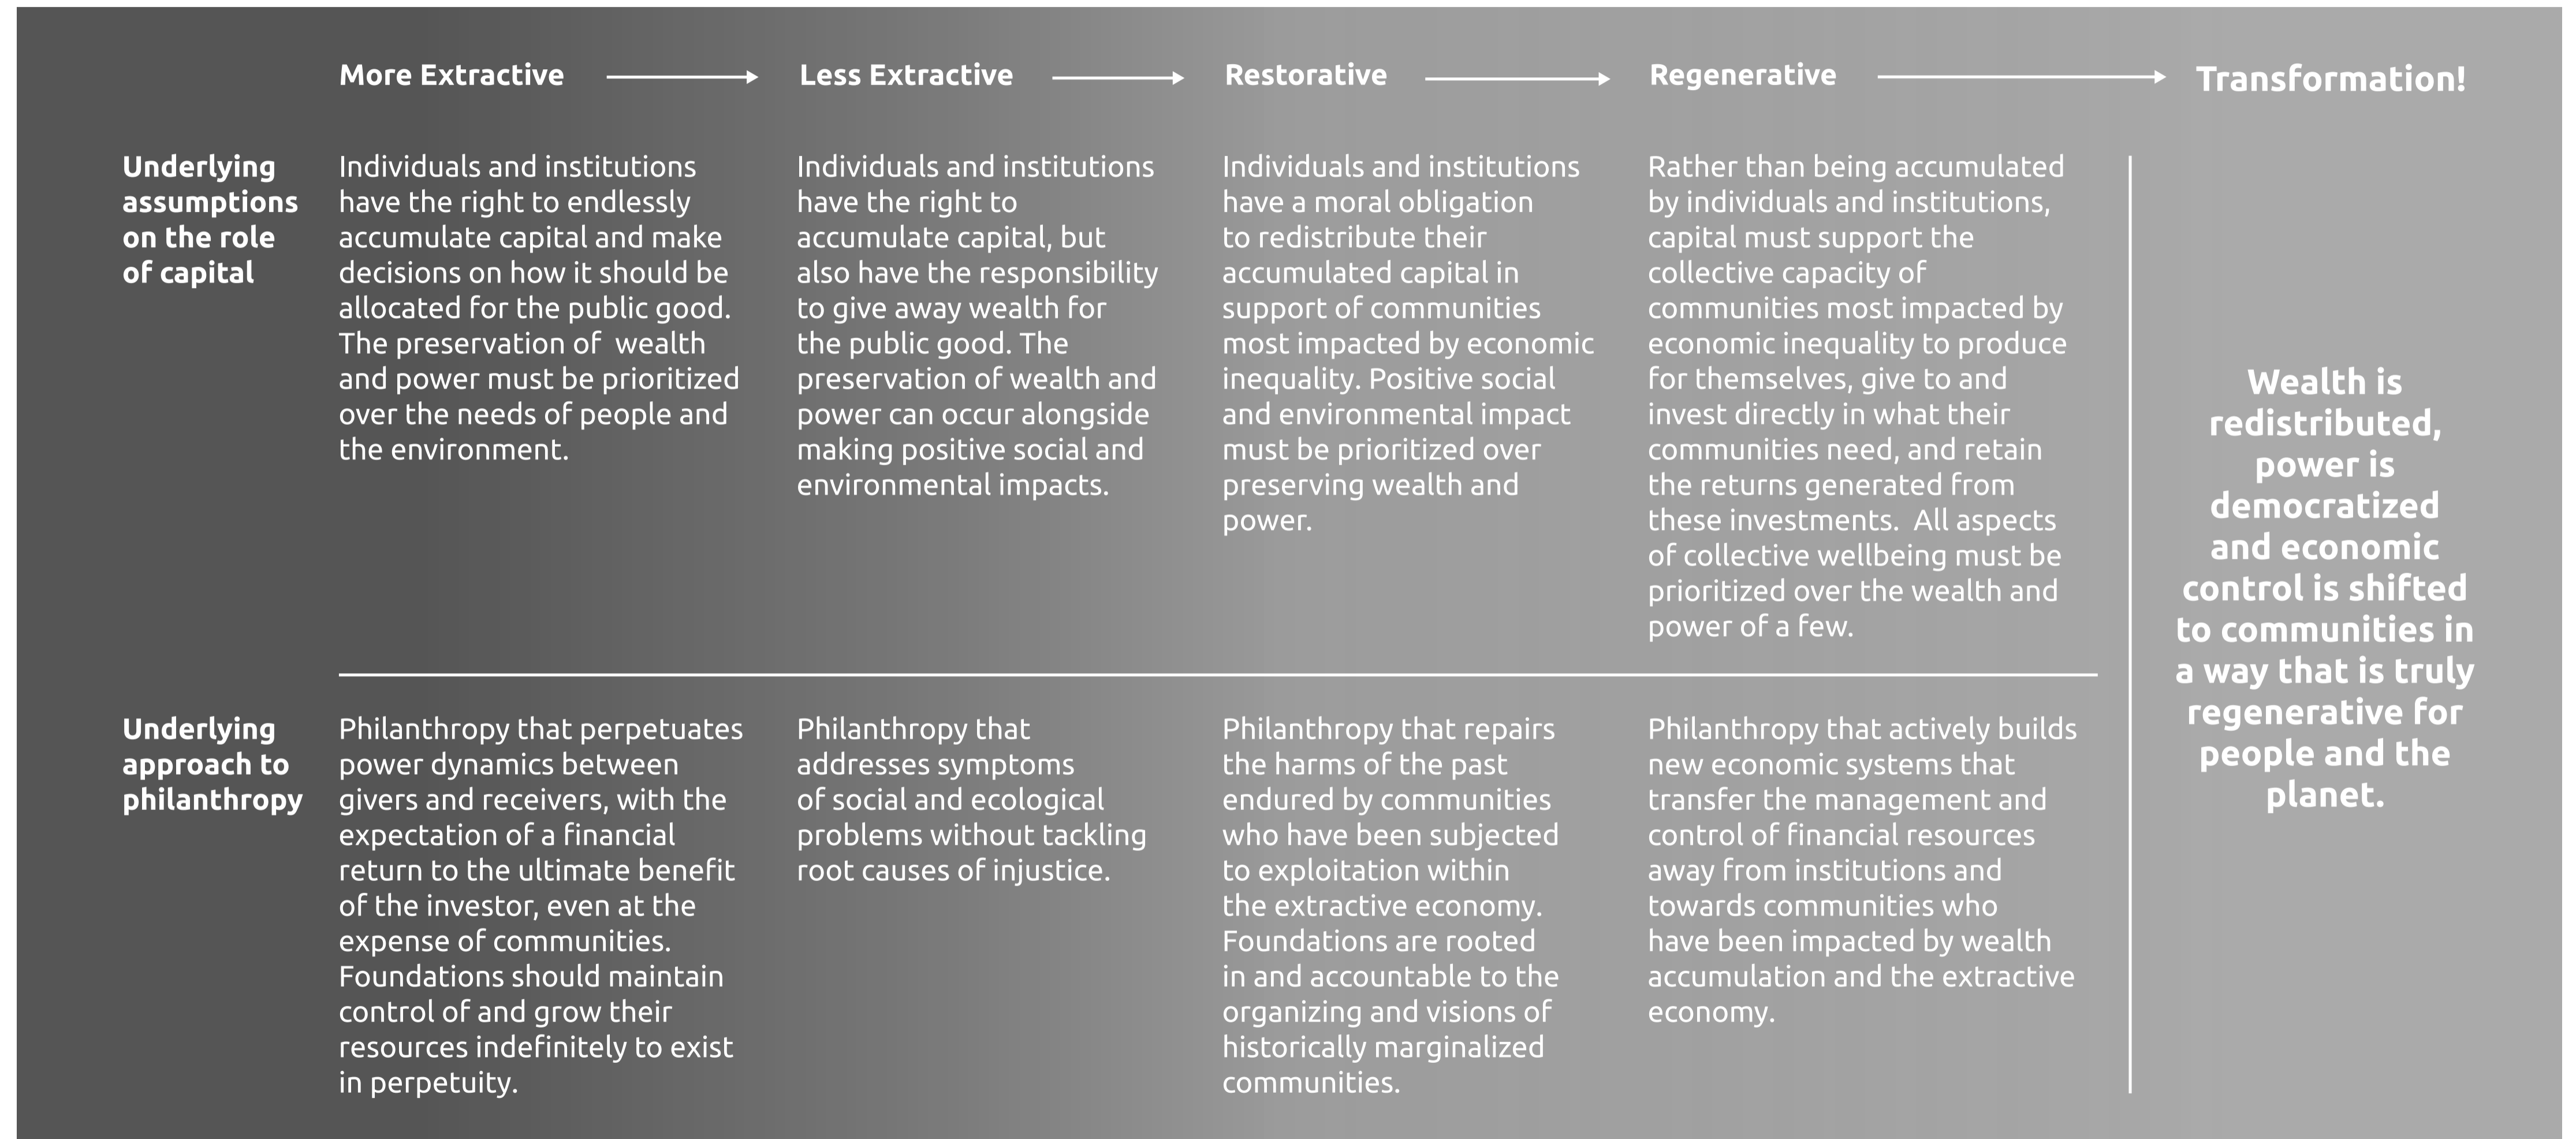 More Extractive
Less Extractive
Restorative
Regenerative
Transformation!
Underlying
assumptions
on the role
of capital
Individuals and institutions
have the right to endlessly
accumulate capital and make
decisions on how it should be
allocated for the public good.
The preservation of  wealth
and power must be prioritized
over the needs of people and
the environment.
Individuals and institutions
have the right to
accumulate capital, but
also have the responsibility
to give away wealth for
the public good. The
preservation of wealth and
power can occur alongside
making positive social and
environmental impacts.
Individuals and institutions
have a moral obligation
to redistribute their
accumulated capital in
support of communities
most impacted by economic
inequality. Positive social
and environmental impact
must be prioritized over
preserving wealth and
power.
Rather than being accumulated
by individuals and institutions,
capital must support the
collective capacity of
communities most impacted by
economic inequality to produce
for themselves, give to and
invest directly in what their
communities need, and retain
the returns generated from
these investments.  All aspects
of collective wellbeing must be
prioritized over the wealth and
power of a few.
Underlying
approach to
philanthropy
Philanthropy that perpetuates
power dynamics between
givers and receivers, with the
expectation of a financial
return to the ultimate benefit
of the investor, even at the
expense of communities.
Foundations should maintain
control of and grow their
resources indefinitely to exist
in perpetuity.
Philanthropy that
addresses symptoms
of social and ecological
problems without tackling
root causes of injustice.
Philanthropy that repairs
the harms of the past
endured by communities
who have been subjected
to exploitation within
the extractive economy.
Foundations are rooted
in and accountable to the
organizing and visions of
historically marginalized
communities.
Philanthropy that actively builds
new economic systems that
transfer the management and
control of financial resources
away from institutions and
towards communities who
have been impacted by wealth
accumulation and the extractive
economy.
Wealth is
redistributed,
power is
democratized
and economic
control is shifted
to communities in
a way that is truly
regenerative for
people and the
planet.